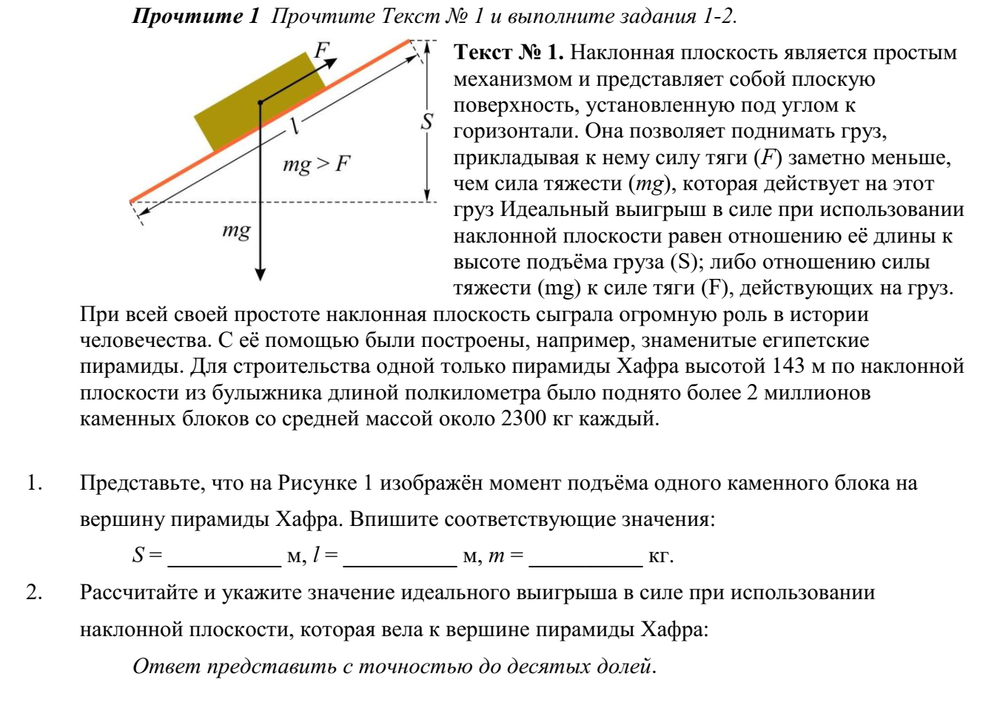 Прочтите 1 Прочтите Текст № 1 и выполните задания 1-2.
F
l
S
mg > F
mg
Текст № 1. Наклонная плоскость является простым
механизмом и представляет собой плоскую
поверхность, установленную под углом к
горизонтали. Она позволяет поднимать груз,
прикладывая к нему силу тяги (F) заметно меньше,
чем сила тяжести (mg), которая действует на этот
груз Идеальный выигрыш в силе при использовании
наклонной плоскости равен отношению её длины к
высоте подъёма груза (S); либо отношению силы
тяжести (mg) к силе тяги (F), действующих на груз.
При всей своей простоте наклонная плоскость сыграла огромную роль в истории
человечества. С её помощью были построены, например, знаменитые египетские
пирамиды. Для строительства одной только пирамиды Хафра высотой 143 м по наклонной
плоскости из булыжника длиной полкилометра было поднято более 2 миллионов
каменных блоков со средней массой около 2300 кг каждый.
1. Представьте, что на Рисунке 1 изображён момент подъёма одного каменного блока на
вершину пирамиды Хафра. Впишите соответствующие значения:
S = __________ м, l = __________ м, m = __________ кг.
2. Рассчитайте и укажите значение идеального выигрыша в силе при использовании
наклонной плоскости, которая вела к вершине пирамиды Хафра:
Ответ представить с точностью до десятых долей.